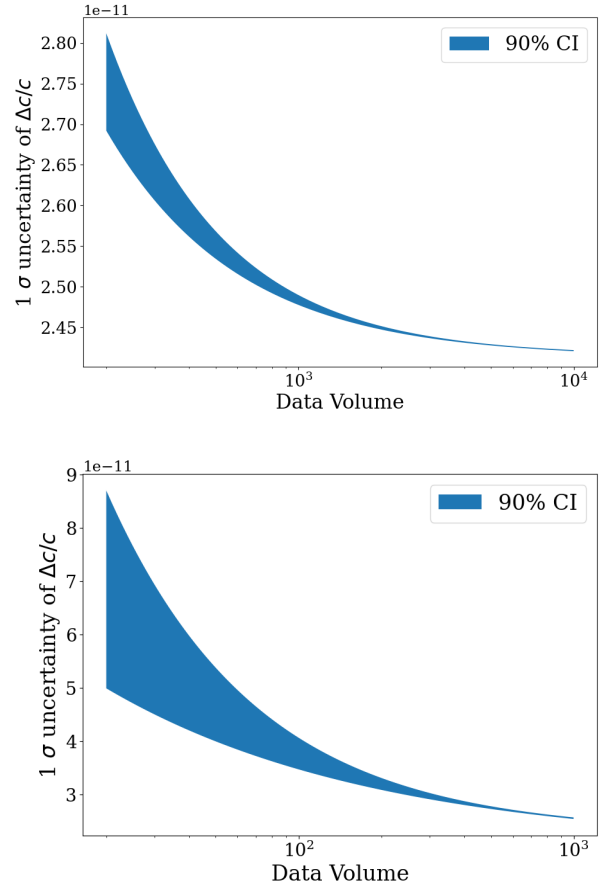 1e−11
90% CI
2.80
2.75
2.70
2.65
2.60
2.55
2.50
2.45
1 σ uncertainty of Δc/c
10³
10⁴
Data Volume
1e−11
90% CI
9
8
7
6
5
4
3
1 σ uncertainty of Δc/c
10²
10³
Data Volume